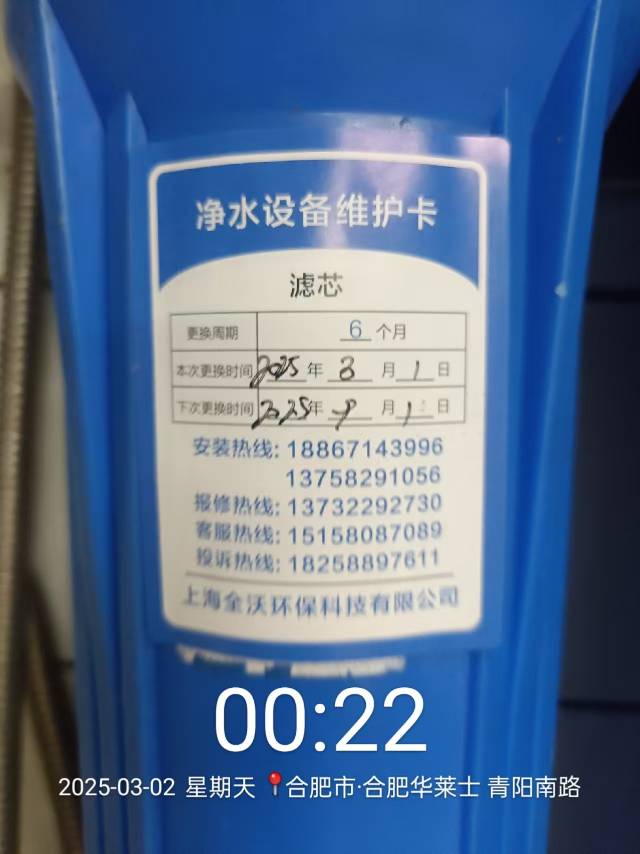 净水设备维护卡
滤芯
更换周期 6 个月
本次更换时间 2025 年 3 月 1 日
下次更换时间 2025 年 9 月 1 日
安装热线: 18867143996
13758291056
报修热线: 13732292730
客服热线: 15158087089
投诉热线: 18258897611
上海全沃环保科技有限公司
00:22
2025-03-02 星期天 📍合肥市·合肥华莱士 青阳南路